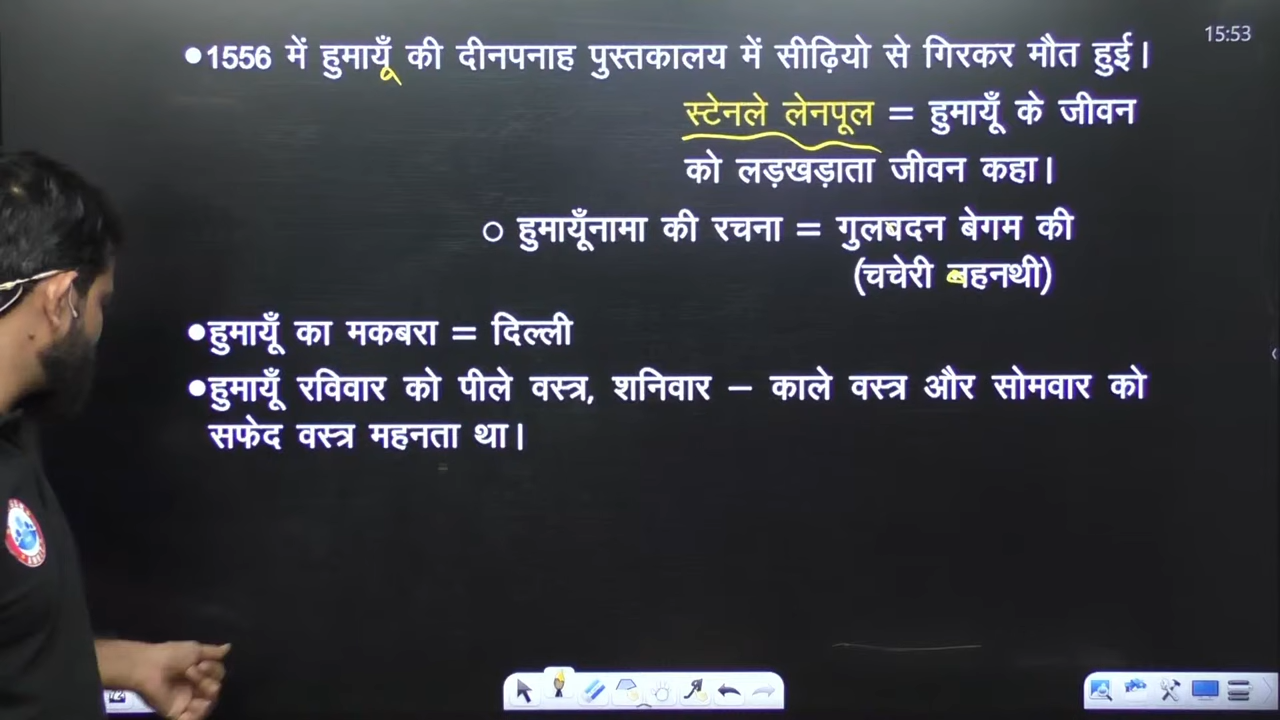 15:53
•1556 में हुमायूँ की दीनपनाह पुस्तकालय में सीढ़ियो से गिरकर मौत हुई।
स्टेनले लेनपूल = हुमायूँ के जीवन
को लड़खड़ाता जीवन कहा।
○ हुमायूँनामा की रचना = गुलबदन बेगम की
(चचेरी बहनथी)
•हुमायूँ का मकबरा = दिल्ली
•हुमायूँ रविवार को पीले वस्त्र, शनिवार – काले वस्त्र और सोमवार को
सफेद वस्त्र महनता था।